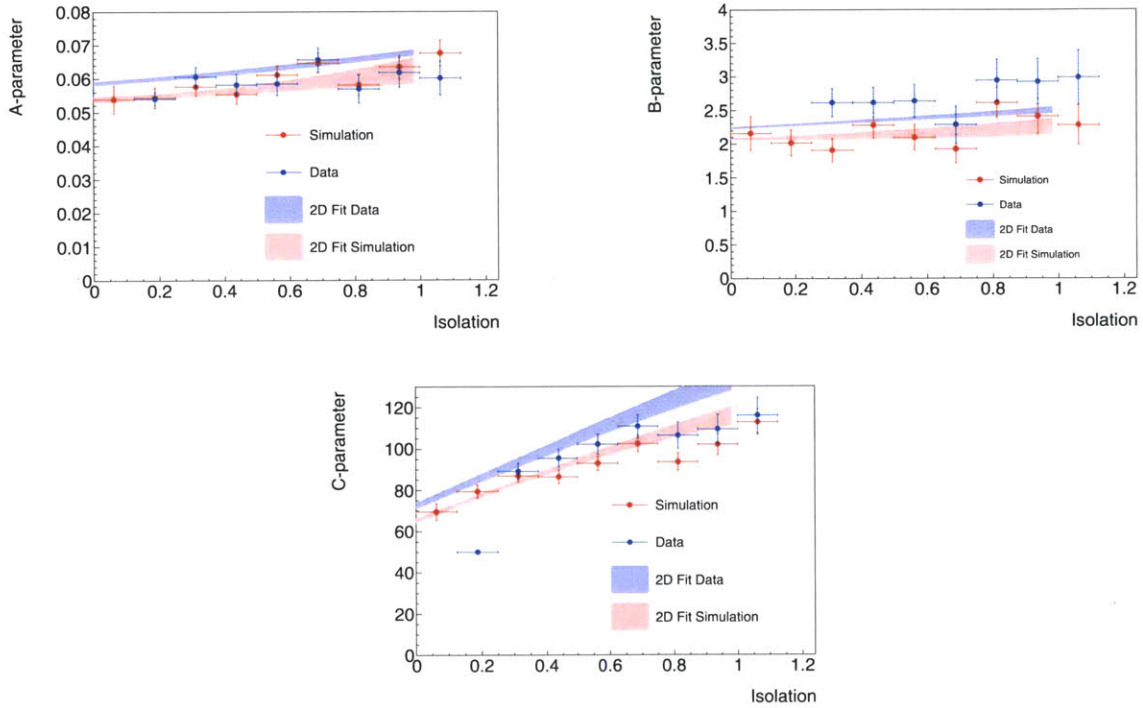 A-parameter
0.08
0.07
0.06
0.05
0.04
0.03
0.02
0.01
0
0 0.2 0.4 0.6 0.8 1 1.2
Isolation
Simulation
Data
2D Fit Data
2D Fit Simulation
B-parameter
4
3.5
3
2.5
2
1.5
1
0.5
0
0 0.2 0.4 0.6 0.8 1 1.2
Isolation
Simulation
Data
2D Fit Data
2D Fit Simulation
C-parameter
120
100
80
60
40
20
0
0 0.2 0.4 0.6 0.8 1 1.2
Isolation
Simulation
Data
2D Fit Data
2D Fit Simulation